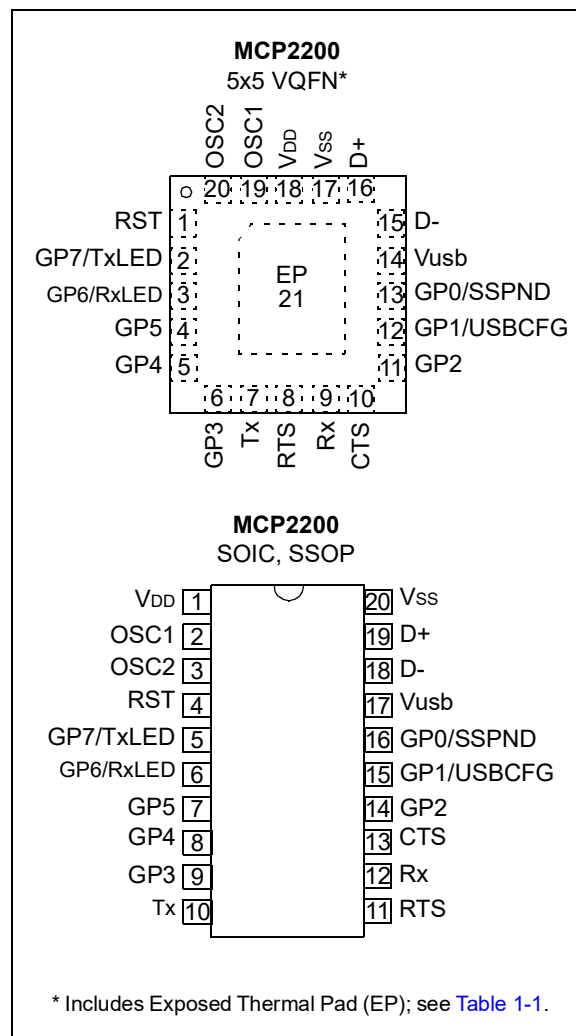 MCP2200
5x5 VQFN*
OSC2
OSC1
VDD
VSS
D+
20 19 18 17 16
RST 1
GP7/TxLED 2
GP6/RxLED 3
GP5 4
GP4 5
EP
21
15 D-
14 Vusb
13 GP0/SSPND
12 GP1/USBCFG
11 GP2
6 7 8 9 10
GP3
Tx
RTS
Rx
CTS
MCP2200
SOIC, SSOP
VDD 1
OSC1 2
OSC2 3
RST 4
GP7/TxLED 5
GP6/RxLED 6
GP5 7
GP4 8
GP3 9
Tx 10
20 VSS
19 D+
18 D-
17 Vusb
16 GP0/SSPND
15 GP1/USBCFG
14 GP2
13 CTS
12 Rx
11 RTS
* Includes Exposed Thermal Pad (EP); see Table 1-1.